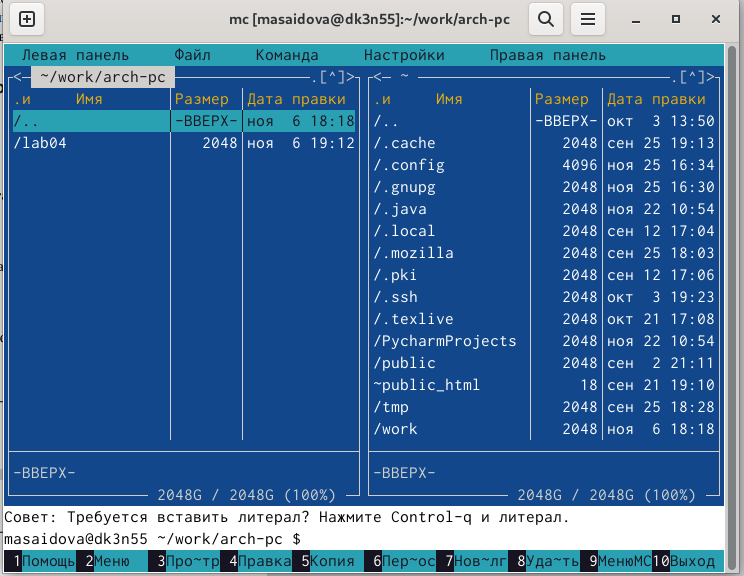 mc [masaidova@dk3n55]:~/work/arch-pc
Левая панель Файл Команда Настройки Правая панель
<─ ~/work/arch-pc .[^]>
.и Имя Размер Дата правки
/.. -ВВЕРХ- ноя 6 18:18
/lab04 2048 ноя 6 19:12
-ВВЕРХ-
2048G / 2048G (100%)
<─ ~ .[^]>
.и Имя Размер Дата правки
/.. -ВВЕРХ- окт 3 13:50
/.cache 2048 сен 25 19:13
/.config 4096 ноя 25 16:34
/.gnupg 2048 ноя 25 16:30
/.java 2048 ноя 22 10:54
/.local 2048 сен 12 17:04
/.mozilla 2048 сен 25 18:03
/.pki 2048 сен 12 17:06
/.ssh 2048 окт 3 19:23
/.texlive 2048 окт 21 17:08
/PycharmProjects 2048 ноя 22 10:54
/public 2048 сен 2 21:11
~public_html 18 сен 21 19:10
/tmp 2048 сен 25 18:28
/work 2048 ноя 6 18:18
-ВВЕРХ-
2048G / 2048G (100%)
Совет: Требуется вставить литерал? Нажмите Control-q и литерал.
masaidova@dk3n55 ~/work/arch-pc $
1Помощь 2Меню 3Про~тр 4Правка 5Копия 6Пер~ос 7Нов~лг 8Уда~ть 9МенюMC 10Выход